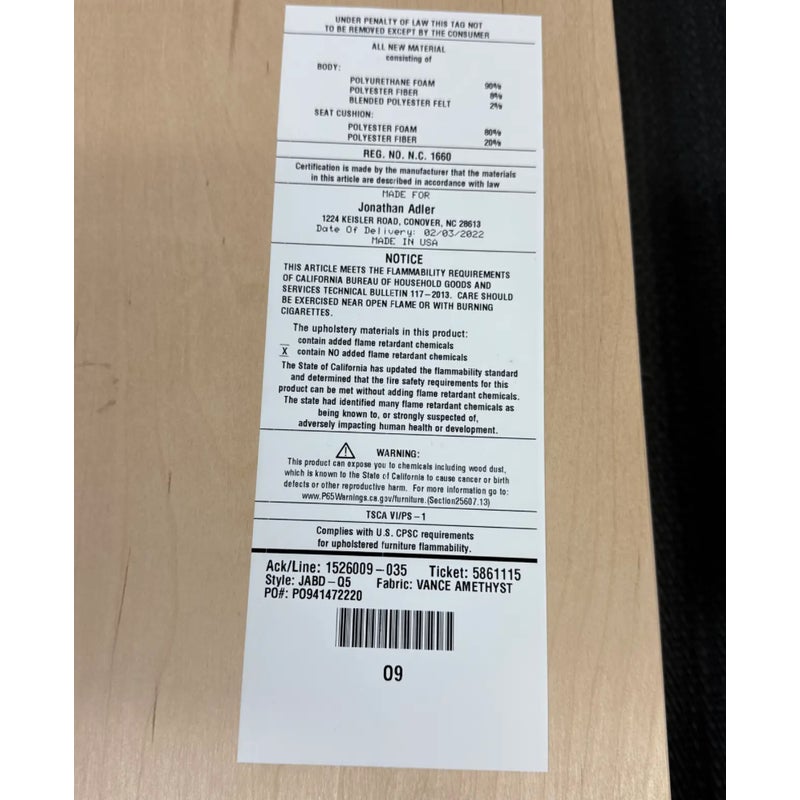 UNDER PENALTY OF LAW THIS TAG NOT
TO BE REMOVED EXCEPT BY THE CONSUMER
ALL NEW MATERIAL
consisting of
BODY:
POLYURETHANE FOAM 90%
POLYESTER FIBER 8%
BLENDED POLYESTER FELT 2%
SEAT CUSHION:
POLYESTER FOAM 80%
POLYESTER FIBER 20%
REG. NO. N.C. 1660
Certification is made by the manufacturer that the materials
in this article are described in accordance with law
MADE FOR
Jonathan Adler
1224 KEISLER ROAD, CONOVER, NC 28613
Date Of Delivery: 02/03/2022
MADE IN USA
NOTICE
THIS ARTICLE MEETS THE FLAMMABILITY REQUIREMENTS
OF CALIFORNIA BUREAU OF HOUSEHOLD GOODS AND
SERVICES TECHNICAL BULLETIN 117-2013. CARE SHOULD
BE EXERCISED NEAR OPEN FLAME OR WITH BURNING
CIGARETTES.
The upholstery materials in this product:
contain added flame retardant chemicals
X contain NO added flame retardant chemicals
The State of California has updated the flammability standard
and determined that the fire safety requirements for this
product can be met without adding flame retardant chemicals.
The state had identified many flame retardant chemicals as
being known to, or strongly suspected of,
adversely impacting human health or development.
WARNING:
This product can expose you to chemicals including wood dust,
which is known to the State of California to cause cancer or birth
defects or other reproductive harm. For more information go to:
www.P65Warnings.ca.gov/furniture.(Section25607.13)
TSCA VI/PS-1
Complies with U.S. CPSC requirements
for upholstered furniture flammability.
Ack/Line: 1526009-035 Ticket: 5861115
Style: JABD-Q5 Fabric: VANCE AMETHYST
PO#: PO941472220
09